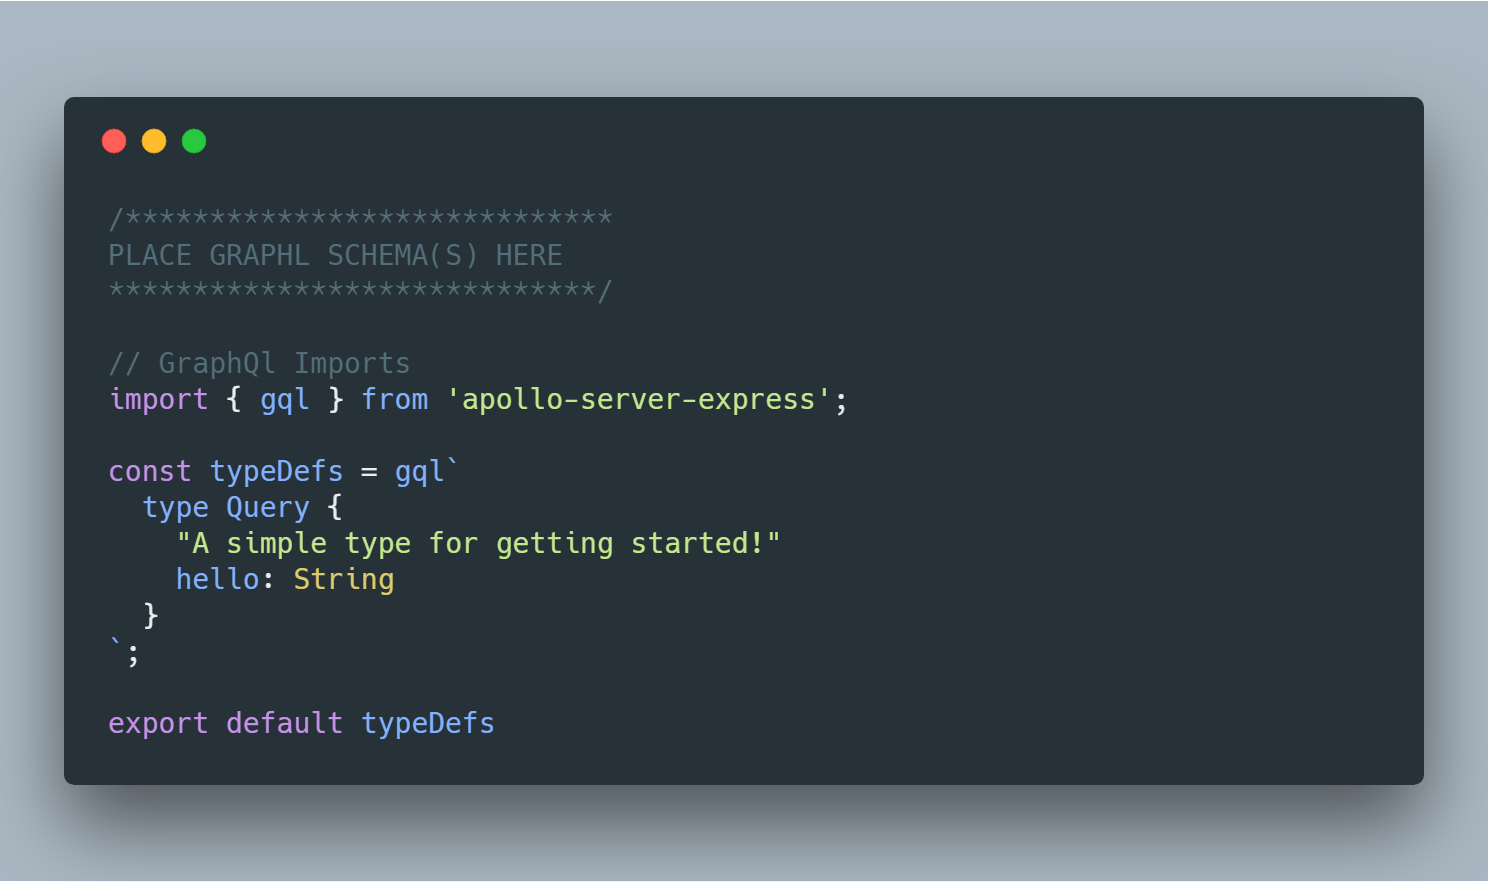 /*****************************
PLACE GRAPHL SCHEMA(S) HERE
*****************************/
// GraphQl Imports
import { gql } from 'apollo-server-express';
const typeDefs = gql`
type Query {
"A simple type for getting started!"
hello: String
}
`;
export default typeDefs